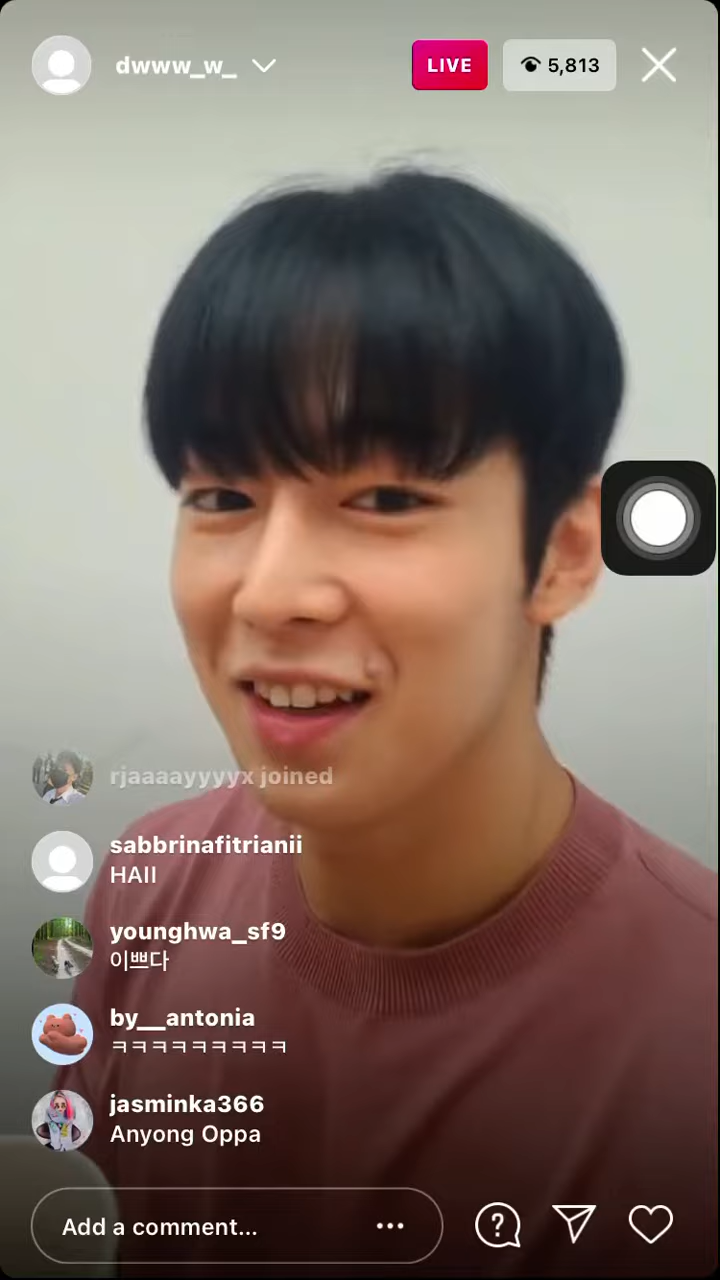 dwww_w_
LIVE
5,813
rjaaaayyyyx joined
sabbrinafitrianii
HAII
younghwa_sf9
이쁘다
by__antonia
ㅋㅋㅋㅋㅋㅋㅋㅋㅋ
jasminka366
Anyong Oppa
Add a comment...